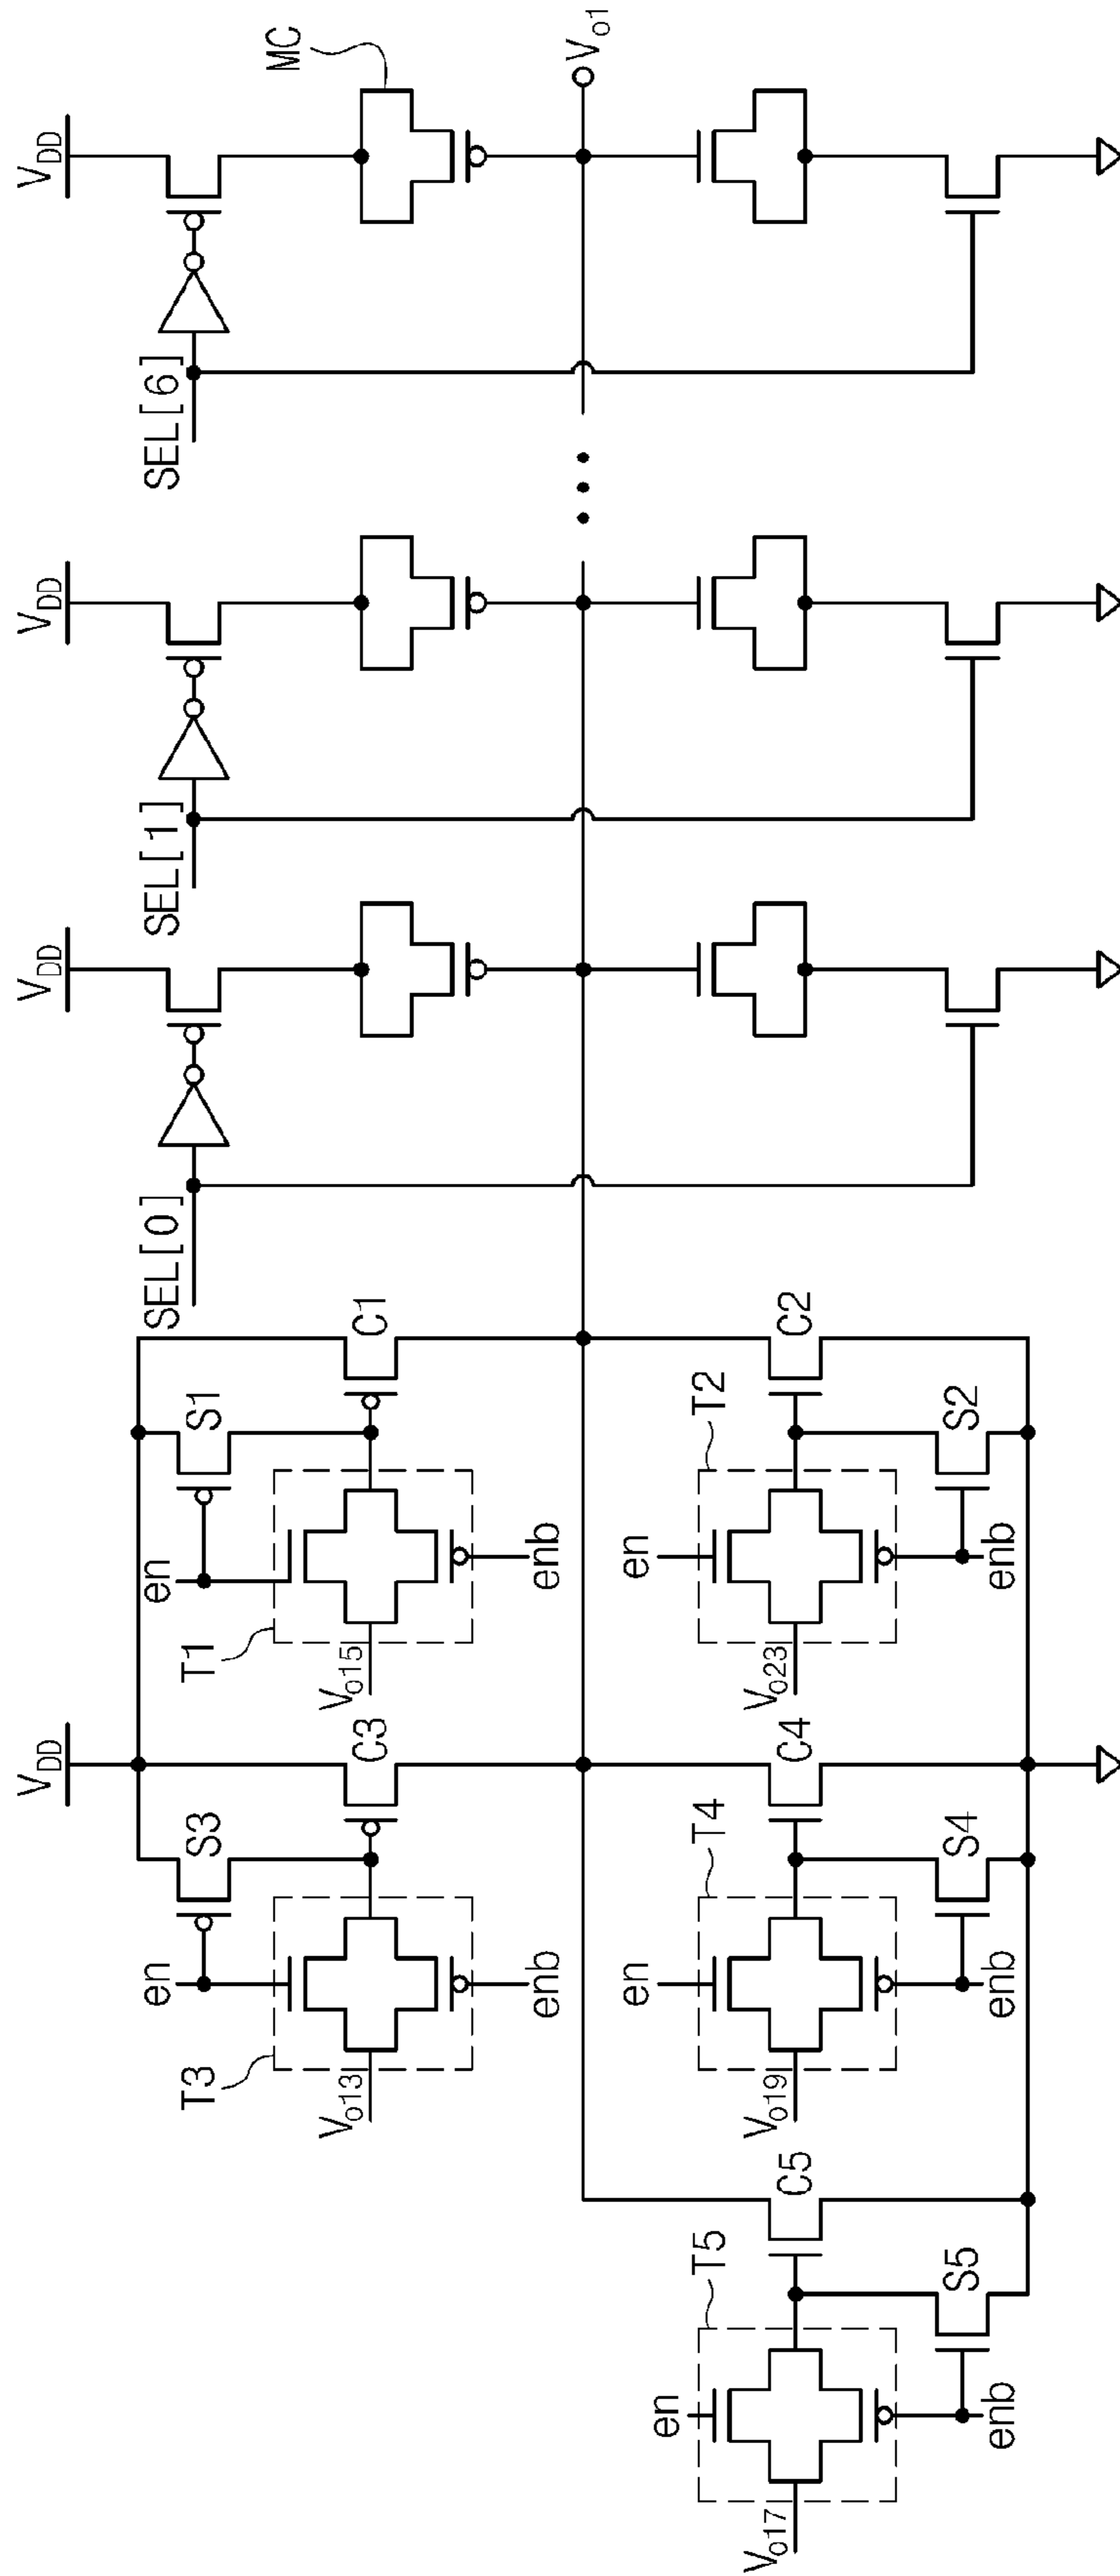 VDD
VDD
VDD
VDD
SEL[0]
SEL[1]
SEL[6]
MC
en
S3
en
S1
T3
T1
Vo13
C3
Vo15
C1
enb
enb
Vo1
en
T5
en
T4
en
T2
Vo17
C5
Vo19
C4
Vo23
C2
enb
S5
enb
S4
enb
S2